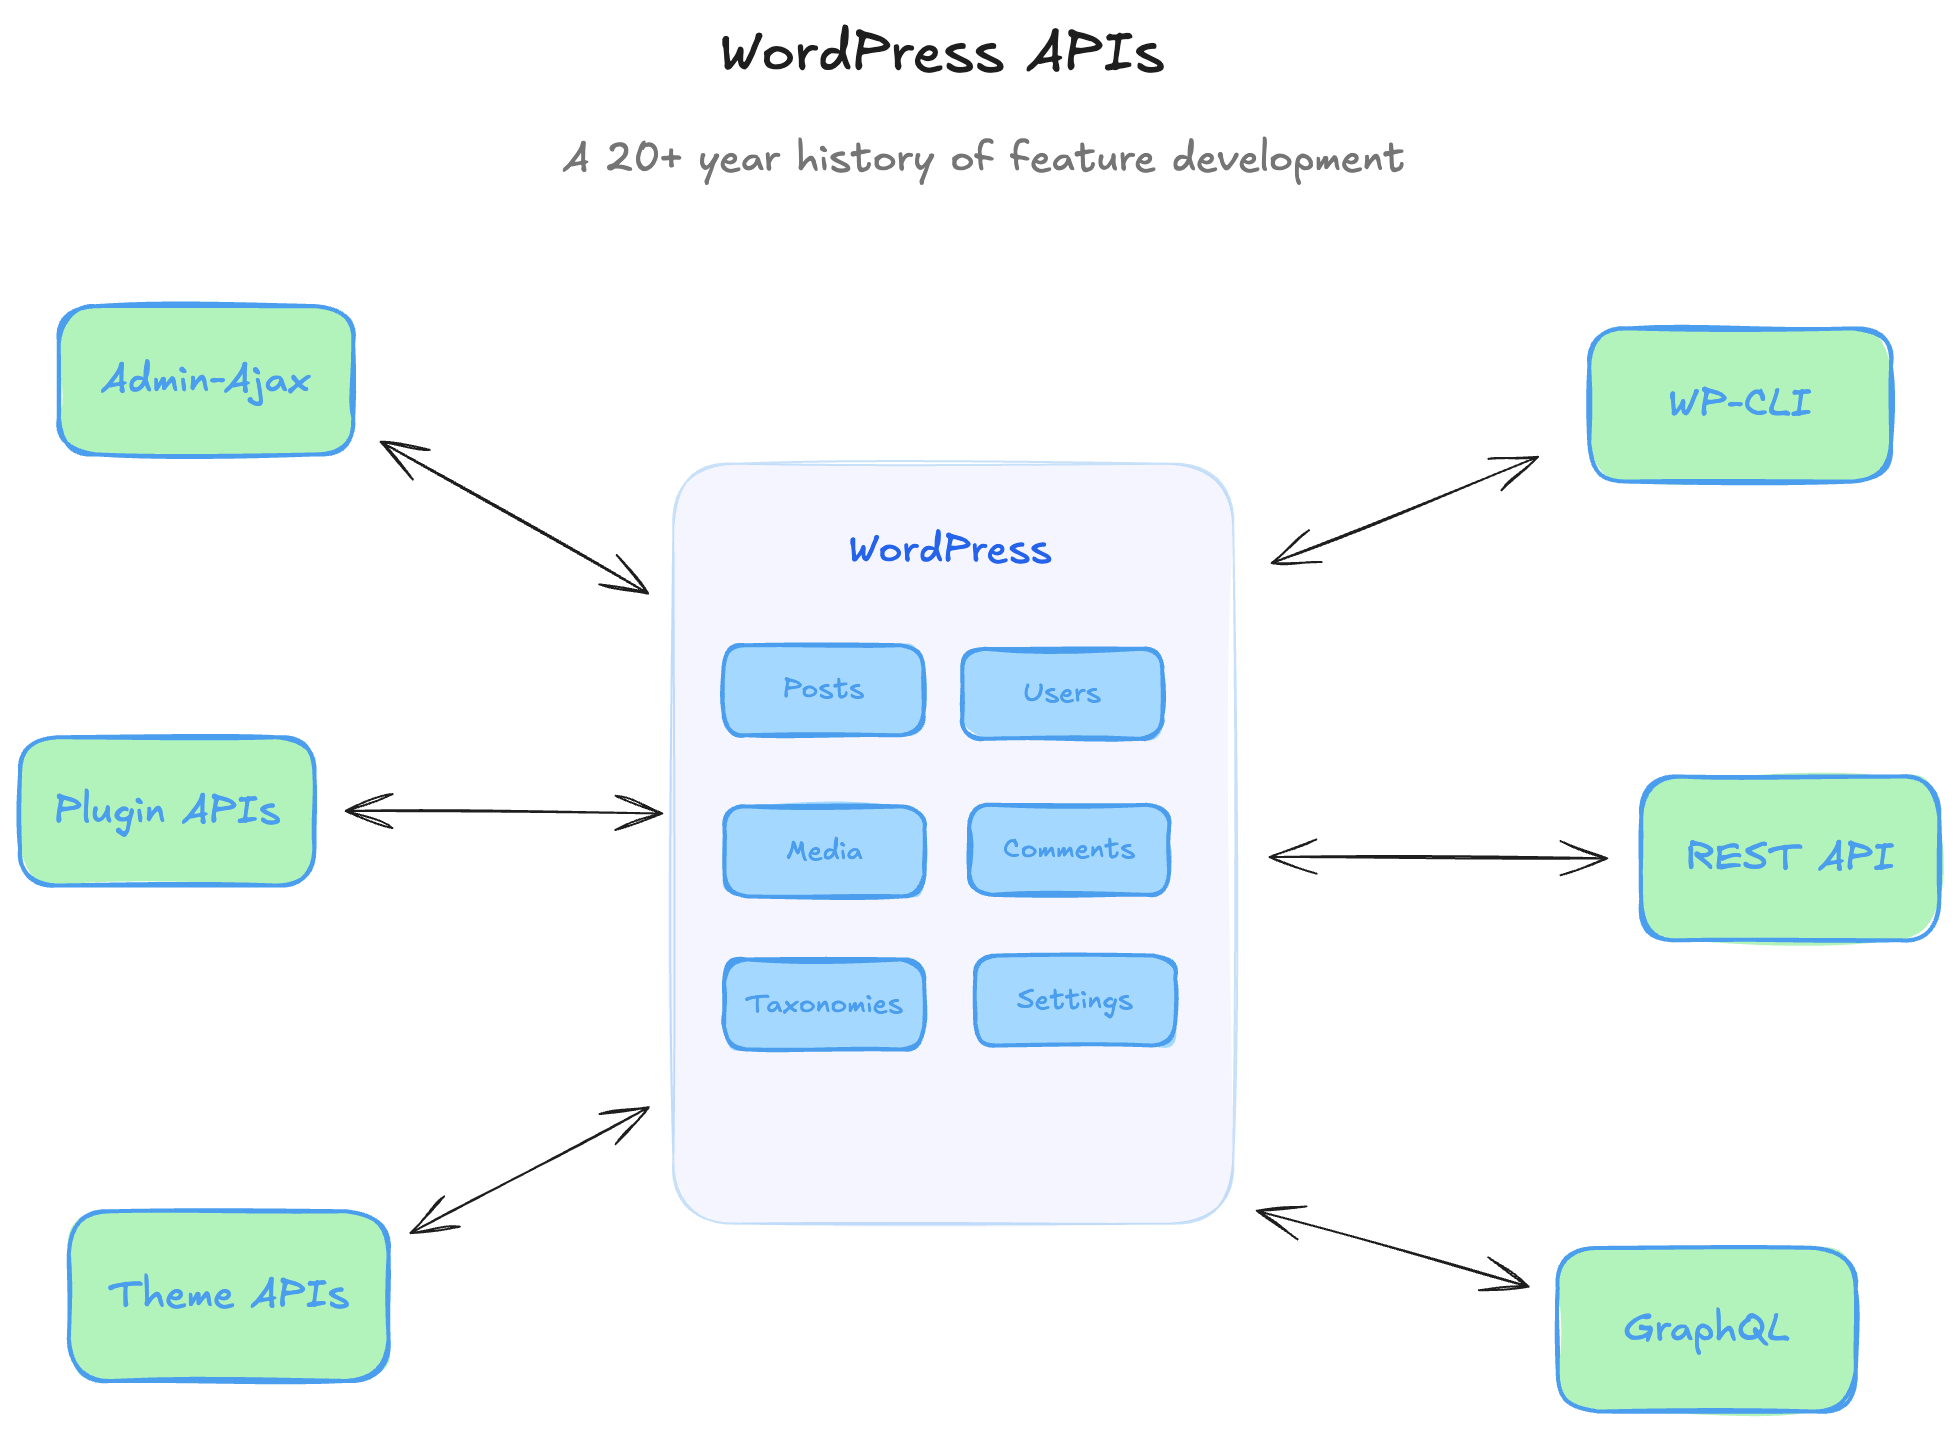 WordPress APIs
A 20+ year history of feature development
Admin-Ajax
WP-CLI
WordPress
Posts
Users
Plugin APIs
Media
Comments
REST API
Taxonomies
Settings
Theme APIs
GraphQL